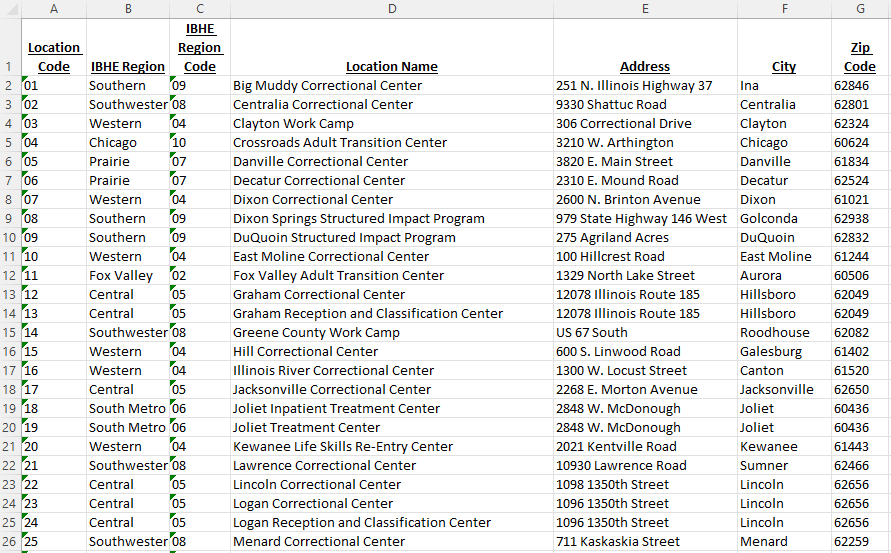 A B C D E F G
1 Location Code IBHE Region IBHE Region Code Location Name Address City Zip Code
2 01 Southern 09 Big Muddy Correctional Center 251 N. Illinois Highway 37 Ina 62846
3 02 Southwester 08 Centralia Correctional Center 9330 Shattuc Road Centralia 62801
4 03 Western 04 Clayton Work Camp 306 Correctional Drive Clayton 62324
5 04 Chicago 10 Crossroads Adult Transition Center 3210 W. Arthington Chicago 60624
6 05 Prairie 07 Danville Correctional Center 3820 E. Main Street Danville 61834
7 06 Prairie 07 Decatur Correctional Center 2310 E. Mound Road Decatur 62524
8 07 Western 04 Dixon Correctional Center 2600 N. Brinton Avenue Dixon 61021
9 08 Southern 09 Dixon Springs Structured Impact Program 979 State Highway 146 West Golconda 62938
10 09 Southern 09 DuQuoin Structured Impact Program 275 Agriland Acres DuQuoin 62832
11 10 Western 04 East Moline Correctional Center 100 Hillcrest Road East Moline 61244
12 11 Fox Valley 02 Fox Valley Adult Transition Center 1329 North Lake Street Aurora 60506
13 12 Central 05 Graham Correctional Center 12078 Illinois Route 185 Hillsboro 62049
14 13 Central 05 Graham Reception and Classification Center 12078 Illinois Route 185 Hillsboro 62049
15 14 Southwester 08 Greene County Work Camp US 67 South Roodhouse 62082
16 15 Western 04 Hill Correctional Center 600 S. Linwood Road Galesburg 61402
17 16 Western 04 Illinois River Correctional Center 1300 W. Locust Street Canton 61520
18 17 Central 05 Jacksonville Correctional Center 2268 E. Morton Avenue Jacksonville 62650
19 18 South Metro 06 Joliet Inpatient Treatment Center 2848 W. McDonough Joliet 60436
20 19 South Metro 06 Joliet Treatment Center 2848 W. McDonough Joliet 60436
21 20 Western 04 Kewanee Life Skills Re-Entry Center 2021 Kentville Road Kewanee 61443
22 21 Southwester 08 Lawrence Correctional Center 10930 Lawrence Road Sumner 62466
23 22 Central 05 Lincoln Correctional Center 1098 1350th Street Lincoln 62656
24 23 Central 05 Logan Correctional Center 1096 1350th Street Lincoln 62656
25 24 Central 05 Logan Reception and Classification Center 1096 1350th Street Lincoln 62656
26 25 Southwester 08 Menard Correctional Center 711 Kaskaskia Street Menard 62259